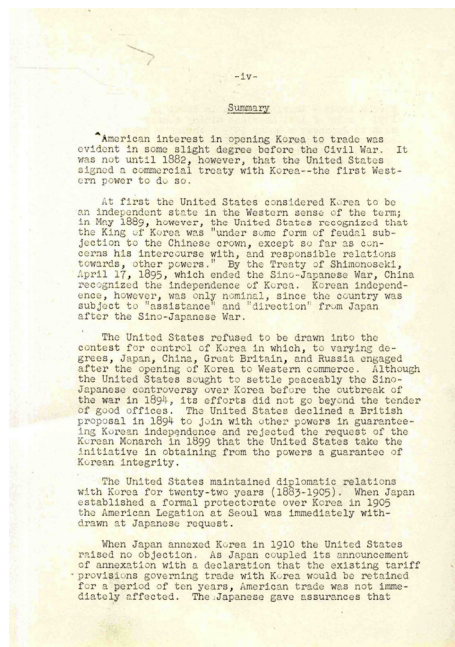 -iv-
Summary
American interest in opening Korea to trade was
evident in some slight degree before the Civil War. It
was not until 1882, however, that the United States
signed a commercial treaty with Korea--the first West-
ern power to do so.
At first the United States considered Korea to be
an independent state in the Western sense of the term;
in May 1889, however, the United States recognized that
the King of Korea was "under some form of feudal sub-
jection to the Chinese crown, except so far as con-
cerns his intercourse with, and responsible relations
towards, other powers." By the Treaty of Shimonoseki,
April 17, 1895, which ended the Sino-Japanese War, China
recognized the independence of Korea. Korean independ-
ence, however, was only nominal, since the country was
subject to "assistance" and "direction" from Japan
after the Sino-Japanese War.
The United States refused to be drawn into the
contest for control of Korea in which, to varying de-
grees, Japan, China, Great Britain, and Russia engaged
after the opening of Korea to Western commerce. Although
the United States sought to settle peaceably the Sino-
Japanese controversy over Korea before the outbreak of
the war in 1894, its efforts did not go beyond the tender
of good offices. The United States declined a British
proposal in 1894 to join with other powers in guarantee-
ing Korean independence and rejected the request of the
Korean Monarch in 1899 that the United States take the
initiative in obtaining from the powers a guarantee of
Korean integrity.
The United States maintained diplomatic relations
with Korea for twenty-two years (1883-1905). When Japan
established a formal protectorate over Korea in 1905
the American Legation at Seoul was immediately with-
drawn at Japanese request.
When Japan annexed Korea in 1910 the United States
raised no objection. As Japan coupled its announcement
of annexation with a declaration that the existing tariff
provisions governing trade with Korea would be retained
for a period of ten years, American trade was not imme-
diately affected. The Japanese gave assurances that